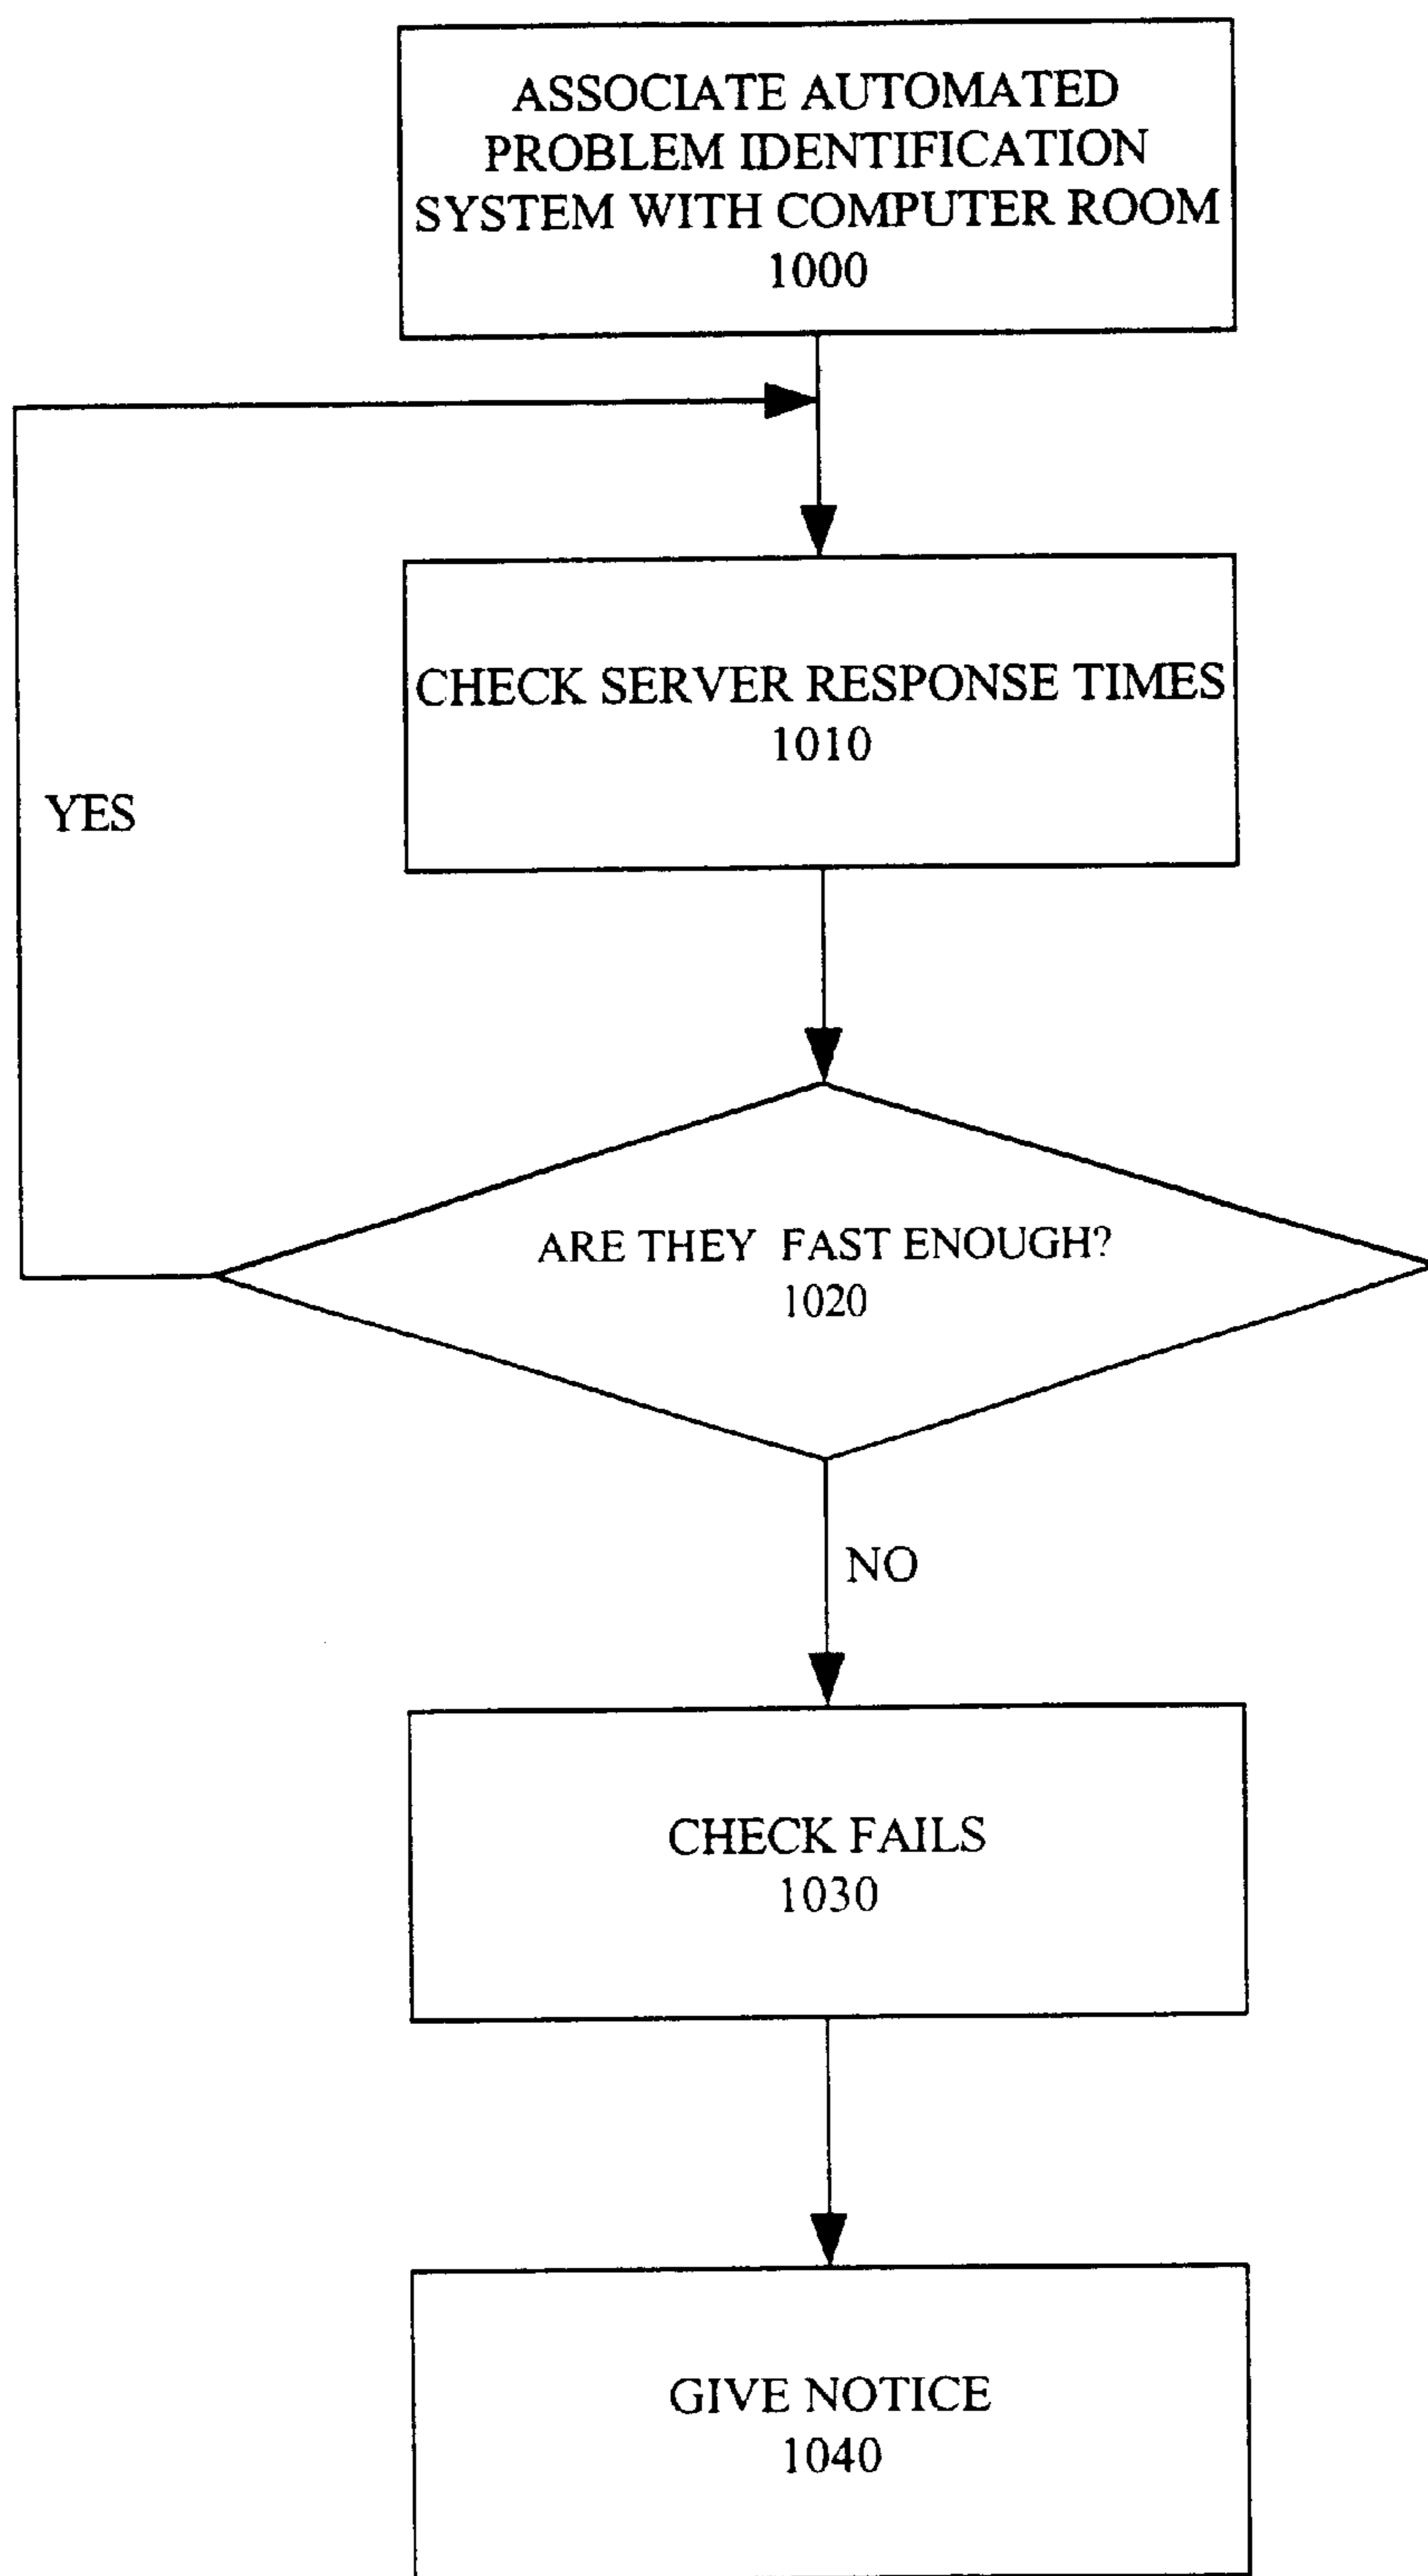 ASSOCIATE AUTOMATED
PROBLEM IDENTIFICATION
SYSTEM WITH COMPUTER ROOM
1000
CHECK SERVER RESPONSE TIMES
1010
YES
ARE THEY FAST ENOUGH?
1020
NO
CHECK FAILS
1030
GIVE NOTICE
1040